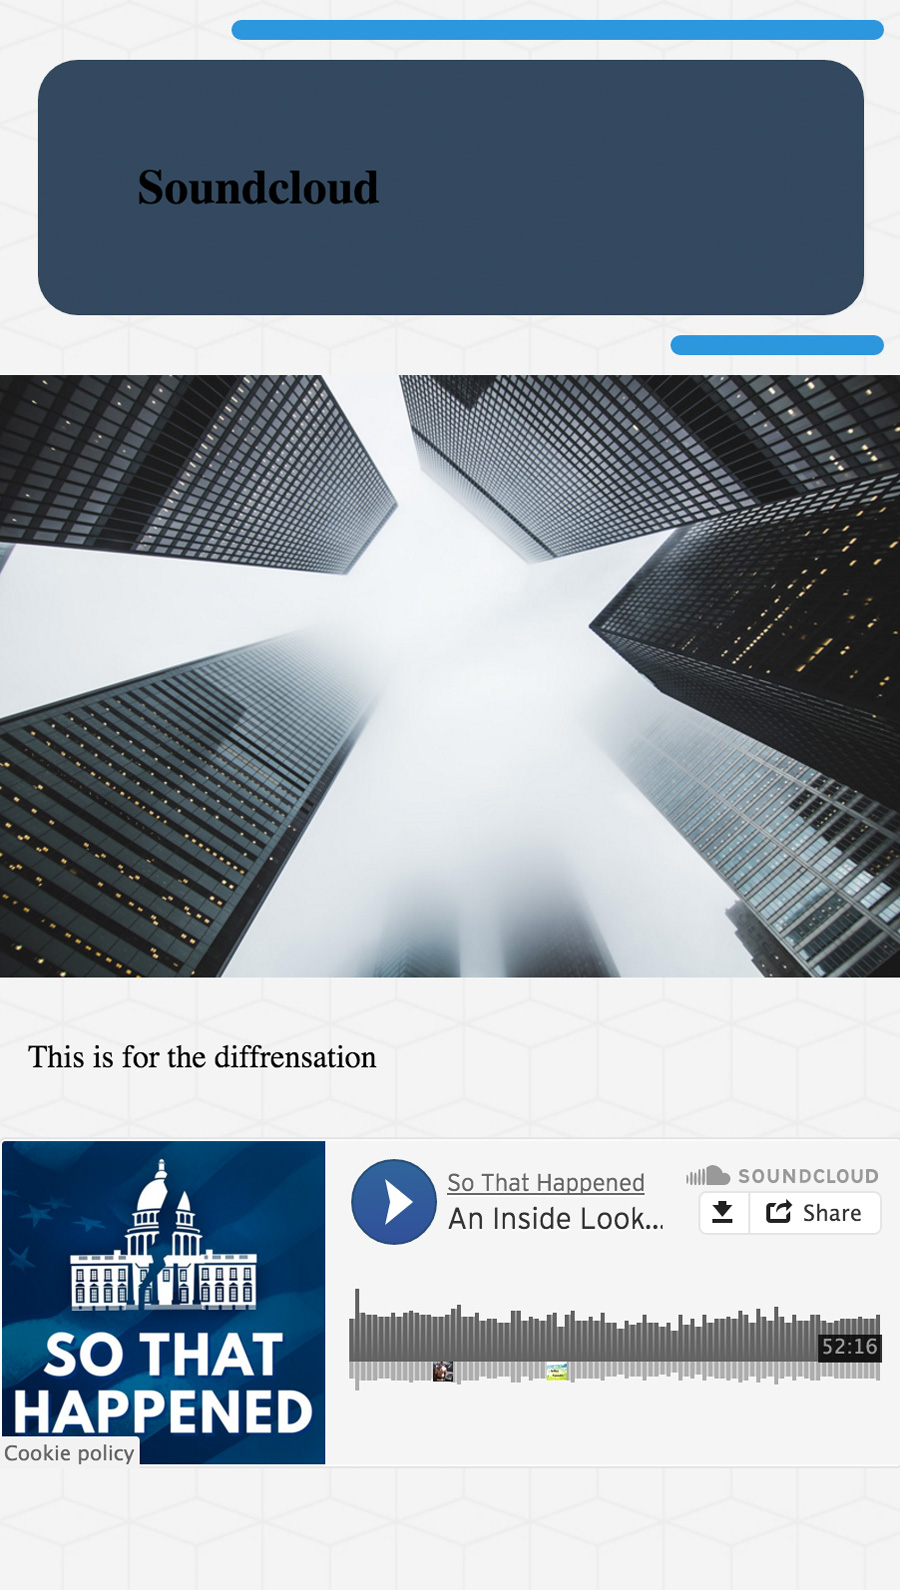 Soundcloud
This is for the diffrensation
So That Happened
An Inside Look...
SOUNDCLOUD
Share
52:16
SO THAT
HAPPENED
Cookie policy